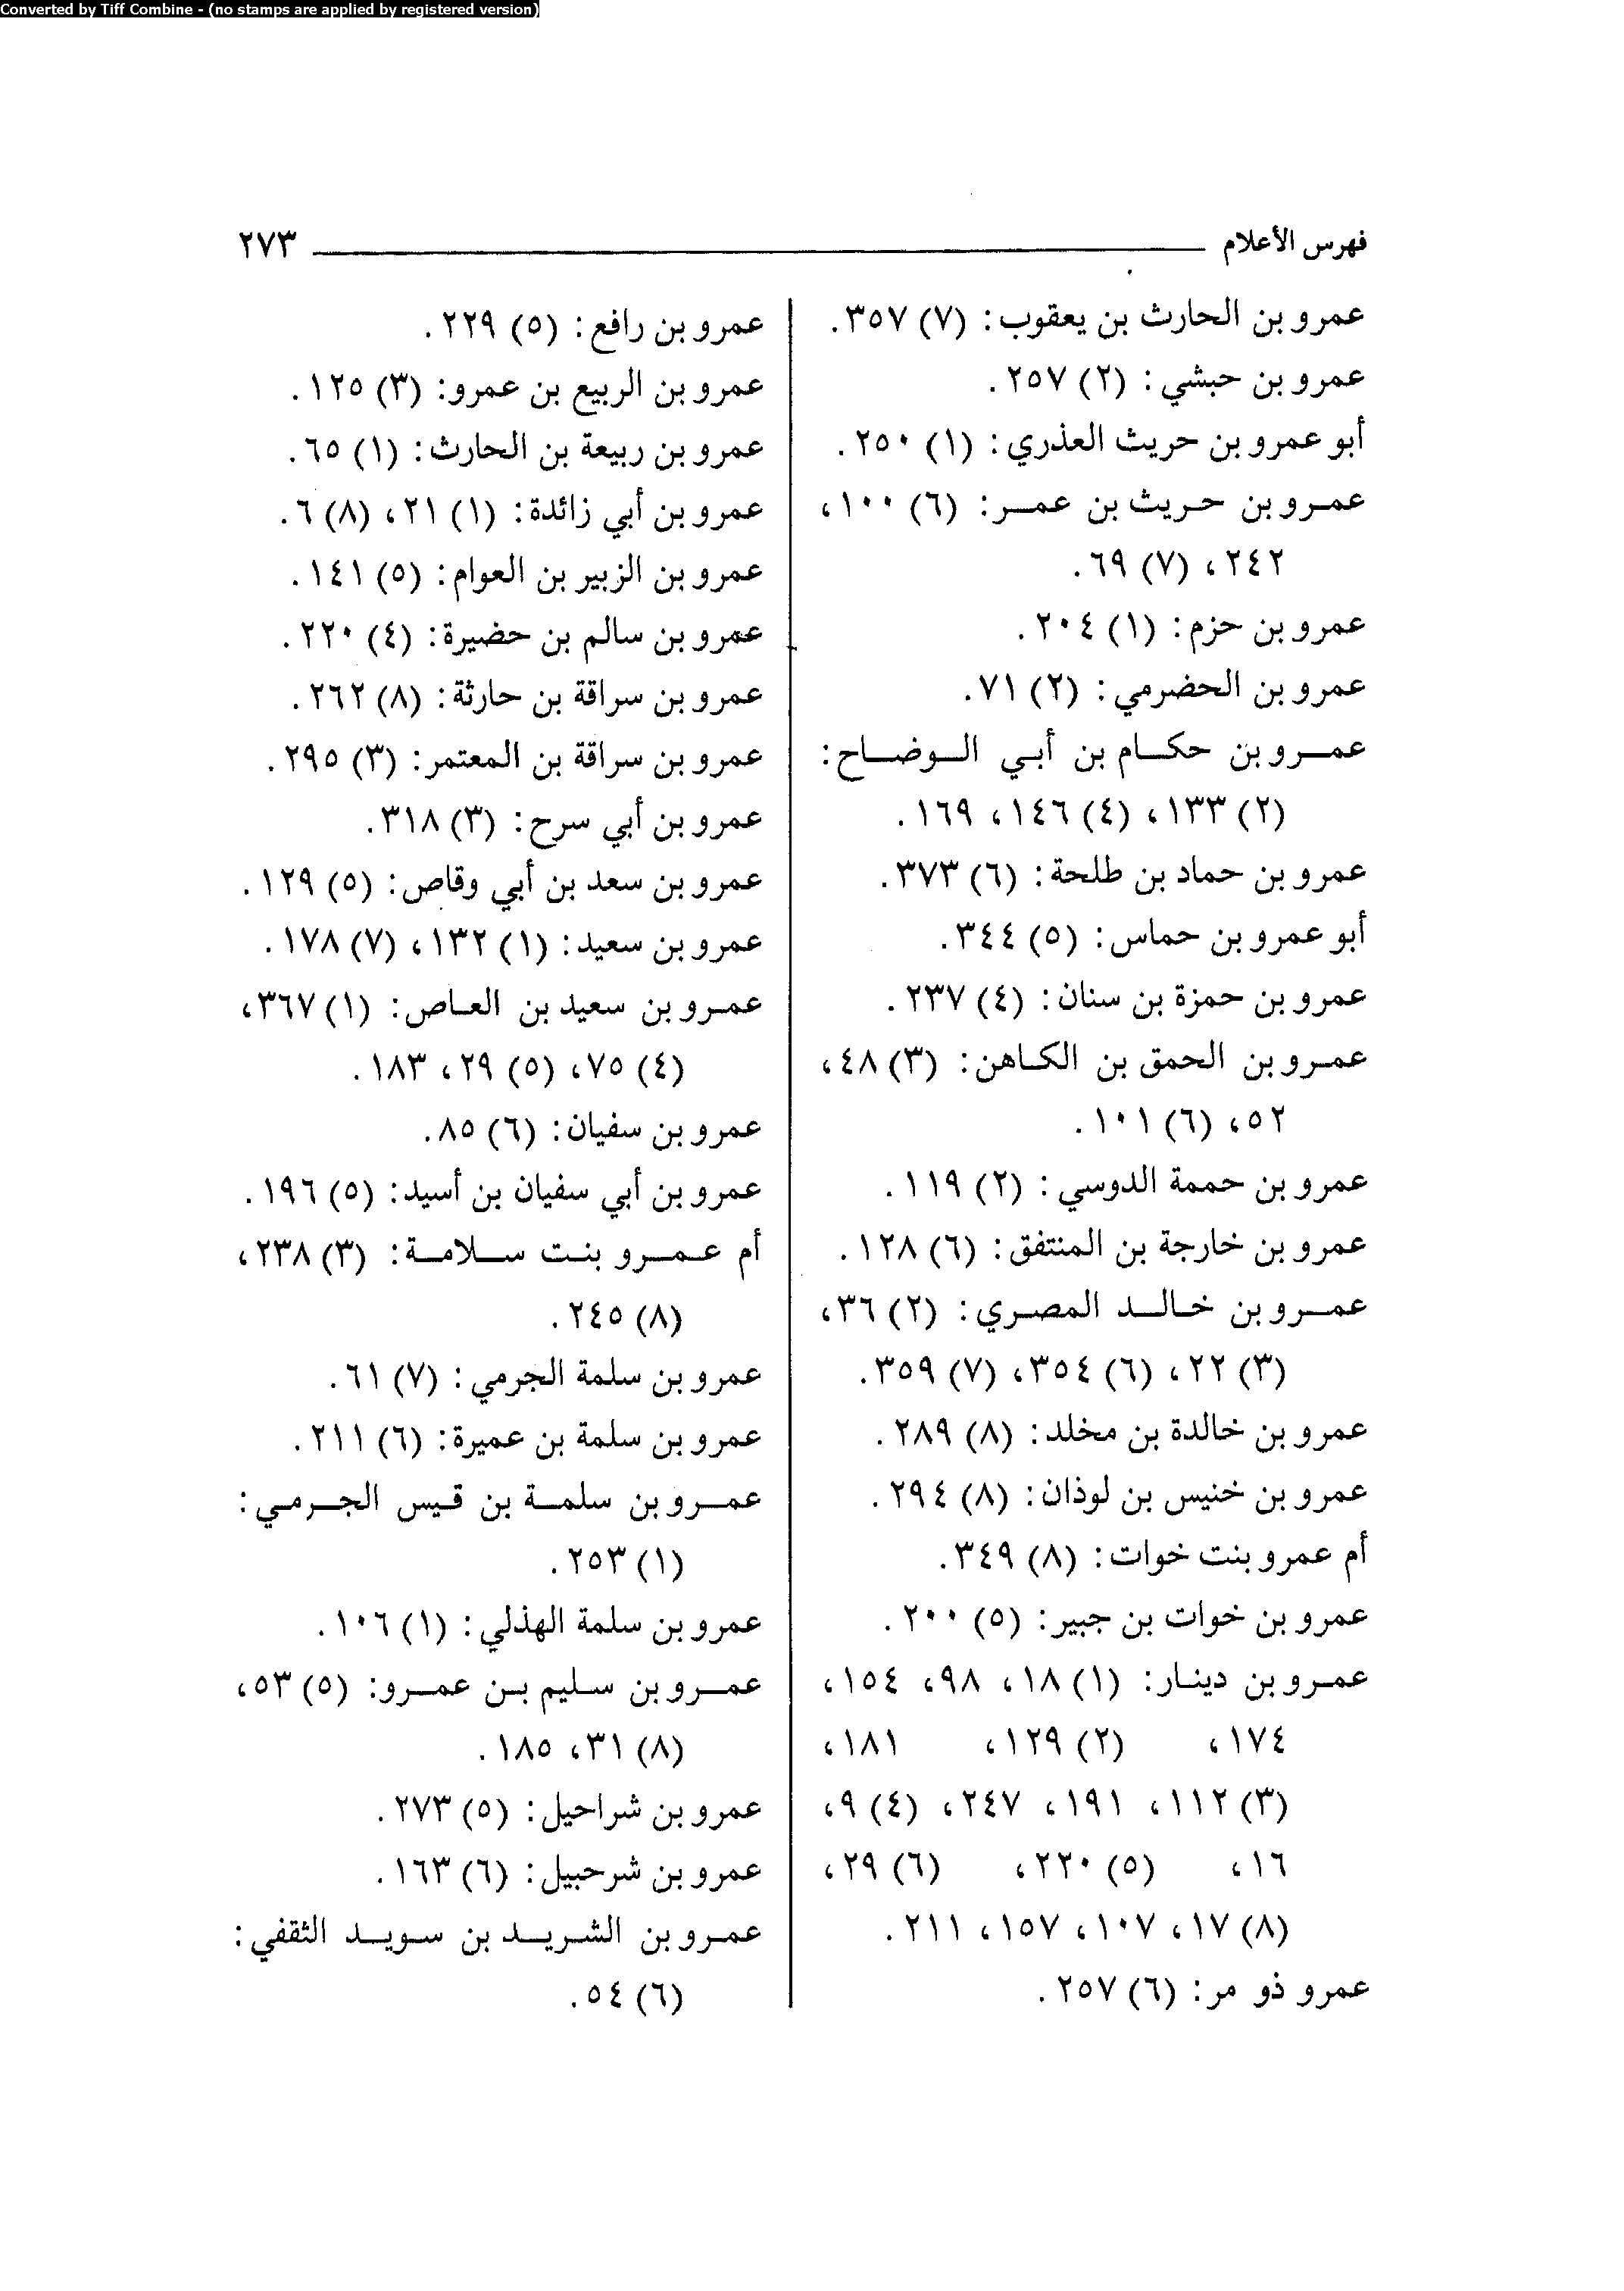 Converted by Tiff Combine - (no stamps are applied by registered version)
فهرس الأعلام ٢٧٣
عمرو بن الحارث بن يعقوب: (٧) ٣٥٧.
عمرو بن حبشي: (٢) ٢٥٧.
أبو عمرو بن حريث العذري: (١) ٢٥٠.
عمرو بن حريث بن عمر: (٦) ١٠٠،
٢٤٢، (٧) ٦٩.
عمرو بن حزم: (١) ٢٠٤.
عمرو بن الحضرمي: (٢) ٧١.
عمرو بن حكام بن أبي الوضاح:
(٢) ١٣٣، (٤) ١٤٦، ١٦٩.
عمرو بن حماد بن طلحة: (٦) ٣٧٣.
أبو عمرو بن حماس: (٥) ٣٤٤.
عمرو بن حمزة بن سنان: (٤) ٢٣٧.
عمرو بن الحمق بن الكاهن: (٣) ٤٨،
٥٢، (٦) ١٠١.
عمرو بن حممة الدوسي: (٢) ١١٩.
عمرو بن خارجة بن المنتفق: (٦) ١٢٨.
عمرو بن خالد المصري: (٢) ٣٦،
(٣) ٢٢، (٦) ٣٥٤، (٧) ٣٥٩.
عمرو بن خالدة بن مخلد: (٨) ٢٨٩.
عمرو بن خنيس بن لوذان: (٨) ٢٩٤.
أم عمرو بنت خوات: (٨) ٣٤٩.
عمرو بن خوات بن جبير: (٥) ٢٠٠.
عمرو بن دينار: (١) ١٨، ٩٨، ١٥٤،
١٧٤، (٢) ١٢٩، ١٨١،
(٣) ١١٢، ١٩١، ٢٤٧، (٤) ٩،
١٦، (٥) ٢٢٠، (٦) ٢٩،
(٨) ١٧، ١٠٧، ١٥٧، ٢١١.
عمرو ذو مر: (٦) ٢٥٧.
عمرو بن رافع: (٥) ٢٢٩.
عمرو بن الربيع بن عمرو: (٣) ١٢٥.
عمرو بن ربيعة بن الحارث: (١) ٦٥.
عمرو بن أبي زائدة: (١) ٢١، (٨) ٦.
عمرو بن الزبير بن العوام: (٥) ١٤١.
عمرو بن سالم بن حضيرة: (٤) ٢٢٠.
عمرو بن سراقة بن حارثة: (٨) ٢٦٢.
عمرو بن سراقة بن المعتمر: (٣) ٢٩٥.
عمرو بن أبي سرح: (٣) ٣١٨.
عمرو بن سعد بن أبي وقاص: (٥) ١٢٩.
عمرو بن سعيد: (١) ١٣٢، (٧) ١٧٨.
عمرو بن سعيد بن العاص: (١) ٣٦٧،
(٤) ٧٥، (٥) ٢٩، ١٨٣.
عمرو بن سفيان: (٦) ٨٥.
عمرو بن أبي سفيان بن أسيد: (٥) ١٩٦.
أم عمرو بنت سلامة: (٣) ٢٣٨،
(٨) ٢٤٥.
عمرو بن سلمة الجرمي: (٧) ٦١.
عمرو بن سلمة بن عميرة: (٦) ٢١١.
عمرو بن سلمة بن قيس الجرمي:
(١) ٢٥٣.
عمرو بن سلمة الهذلي: (١) ١٠٦.
عمرو بن سليم بن عمرو: (٥) ٥٣،
(٨) ٣١، ١٨٥.
عمرو بن شراحيل: (٥) ٢٧٣.
عمرو بن شرحبيل: (٦) ١٦٣.
عمرو بن الشريد بن سويد الثقفي:
(٦) ٥٤.